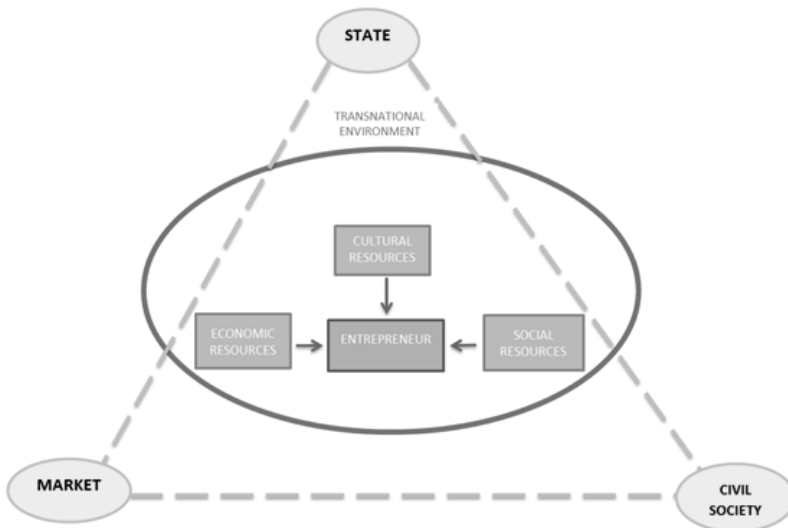 STATE
TRANSNATIONAL
ENVIRONMENT
CULTURAL
RESOURCES
ECONOMIC
RESOURCES
ENTREPRENEUR
SOCIAL
RESOURCES
MARKET
CIVIL
SOCIETY